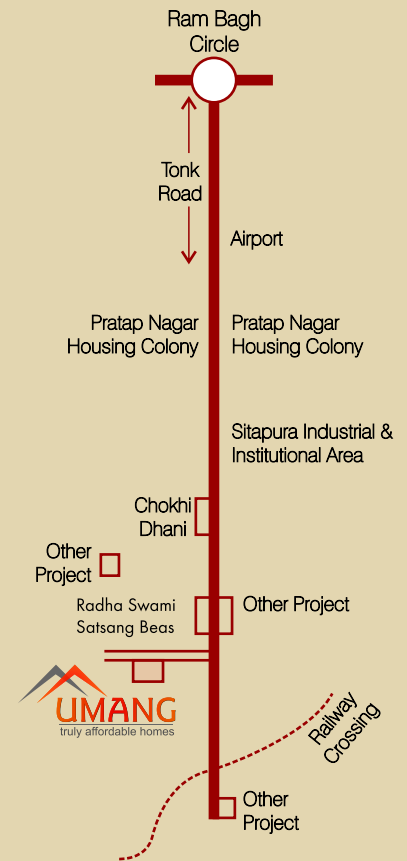 Ram Bagh
Circle
Tonk
Road
Airport
Pratap Nagar
Housing Colony
Pratap Nagar
Housing Colony
Sitapura Industrial &
Institutional Area
Chokhi
Dhani
Other
Project
Radha Swami
Satsang Beas
Other Project
UMANG
truly affordable homes
Railway
Crossing
Other
Project